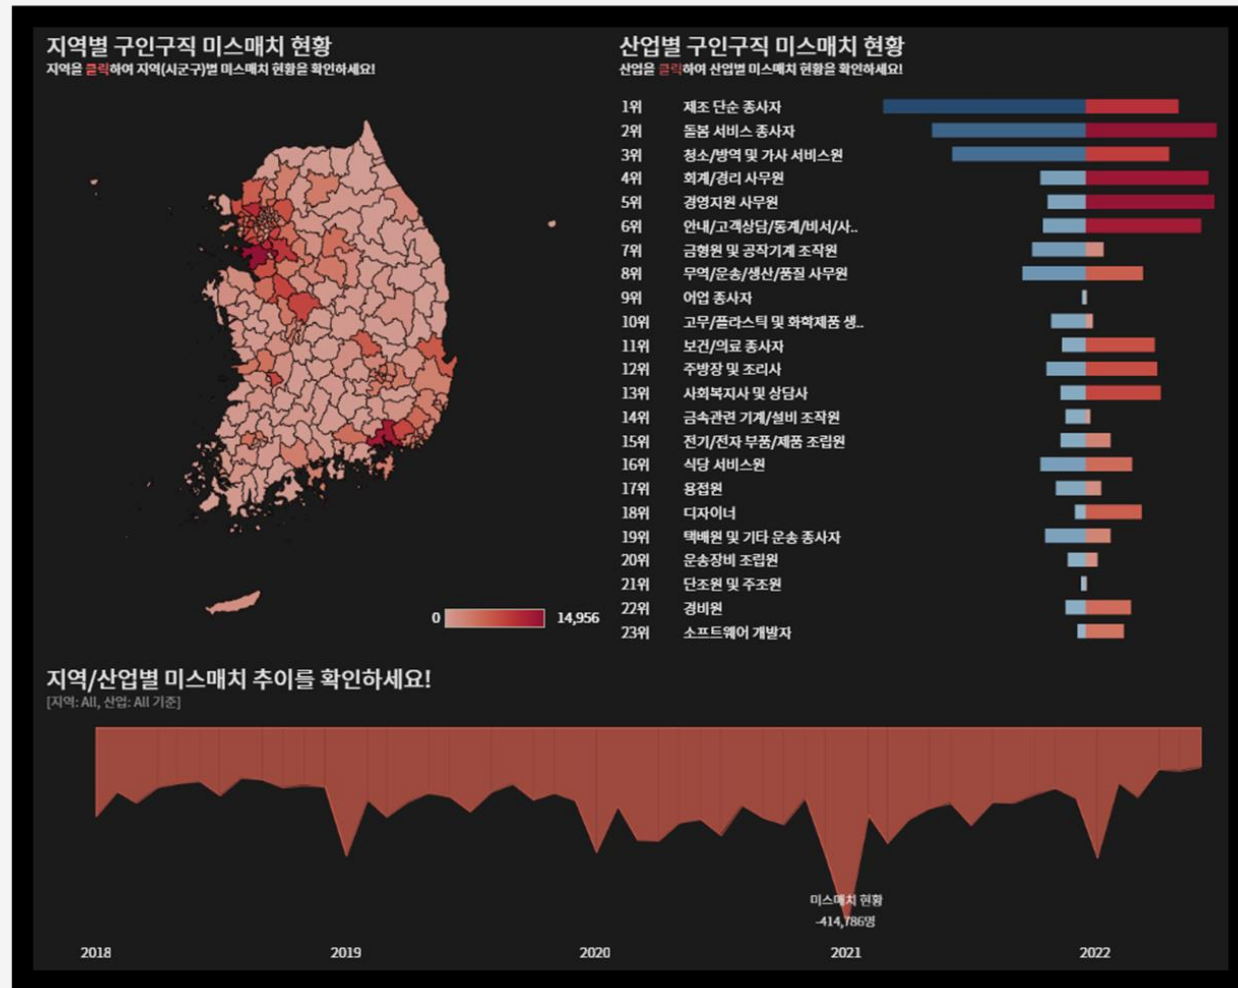 지역별 구인구직 미스매치 현황
지역을 클릭하여 지역(시군구)별 미스매치 현황을 확인하세요!
0
14,956
산업별 구인구직 미스매치 현황
산업을 클릭하여 산업별 미스매치 현황을 확인하세요!
1위 제조 단순 종사자
2위 돌봄 서비스 종사자
3위 청소/방역 및 가사 서비스원
4위 회계/경리 사무원
5위 경영지원 사무원
6위 안내/고객상담/통계/비서/사..
7위 금형원 및 공작기계 조작원
8위 무역/운송/생산/품질 사무원
9위 어업 종사자
10위 고무/플라스틱 및 화학제품 생..
11위 보건/의료 종사자
12위 주방장 및 조리사
13위 사회복지사 및 상담사
14위 금속관련 기계/설비 조작원
15위 전기/전자 부품/제품 조립원
16위 식당 서비스원
17위 용접원
18위 디자이너
19위 택배원 및 기타 운송 종사자
20위 운송장비 조립원
21위 단조원 및 주조원
22위 경비원
23위 소프트웨어 개발자
지역/산업별 미스매치 추이를 확인하세요!
[지역: All, 산업: All 기준]
미스매치 현황
-414,786명
2018 2019 2020 2021 2022